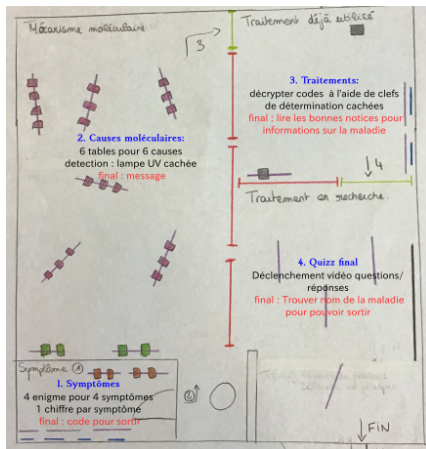 Mécanisme moléculaire
Traitement déjà utilisé
3
3. Traitements:
décrypter codes à l'aide de clefs
de détermination cachées
final : lire les bonnes notices pour
informations sur la maladie
2. Causes moléculaires:
6 tables pour 6 causes
detection : lampe UV cachée
final : message
4
Traitement en recherche
4. Quizz final
Déclenchement vidéo questions/
réponses
final : Trouver nom de la maladie
pour pouvoir sortir
Symptôme 1
1. Symptômes
4 enigme pour 4 symptômes
1 chiffre par symptôme
final : code pour sortir
2
FIN